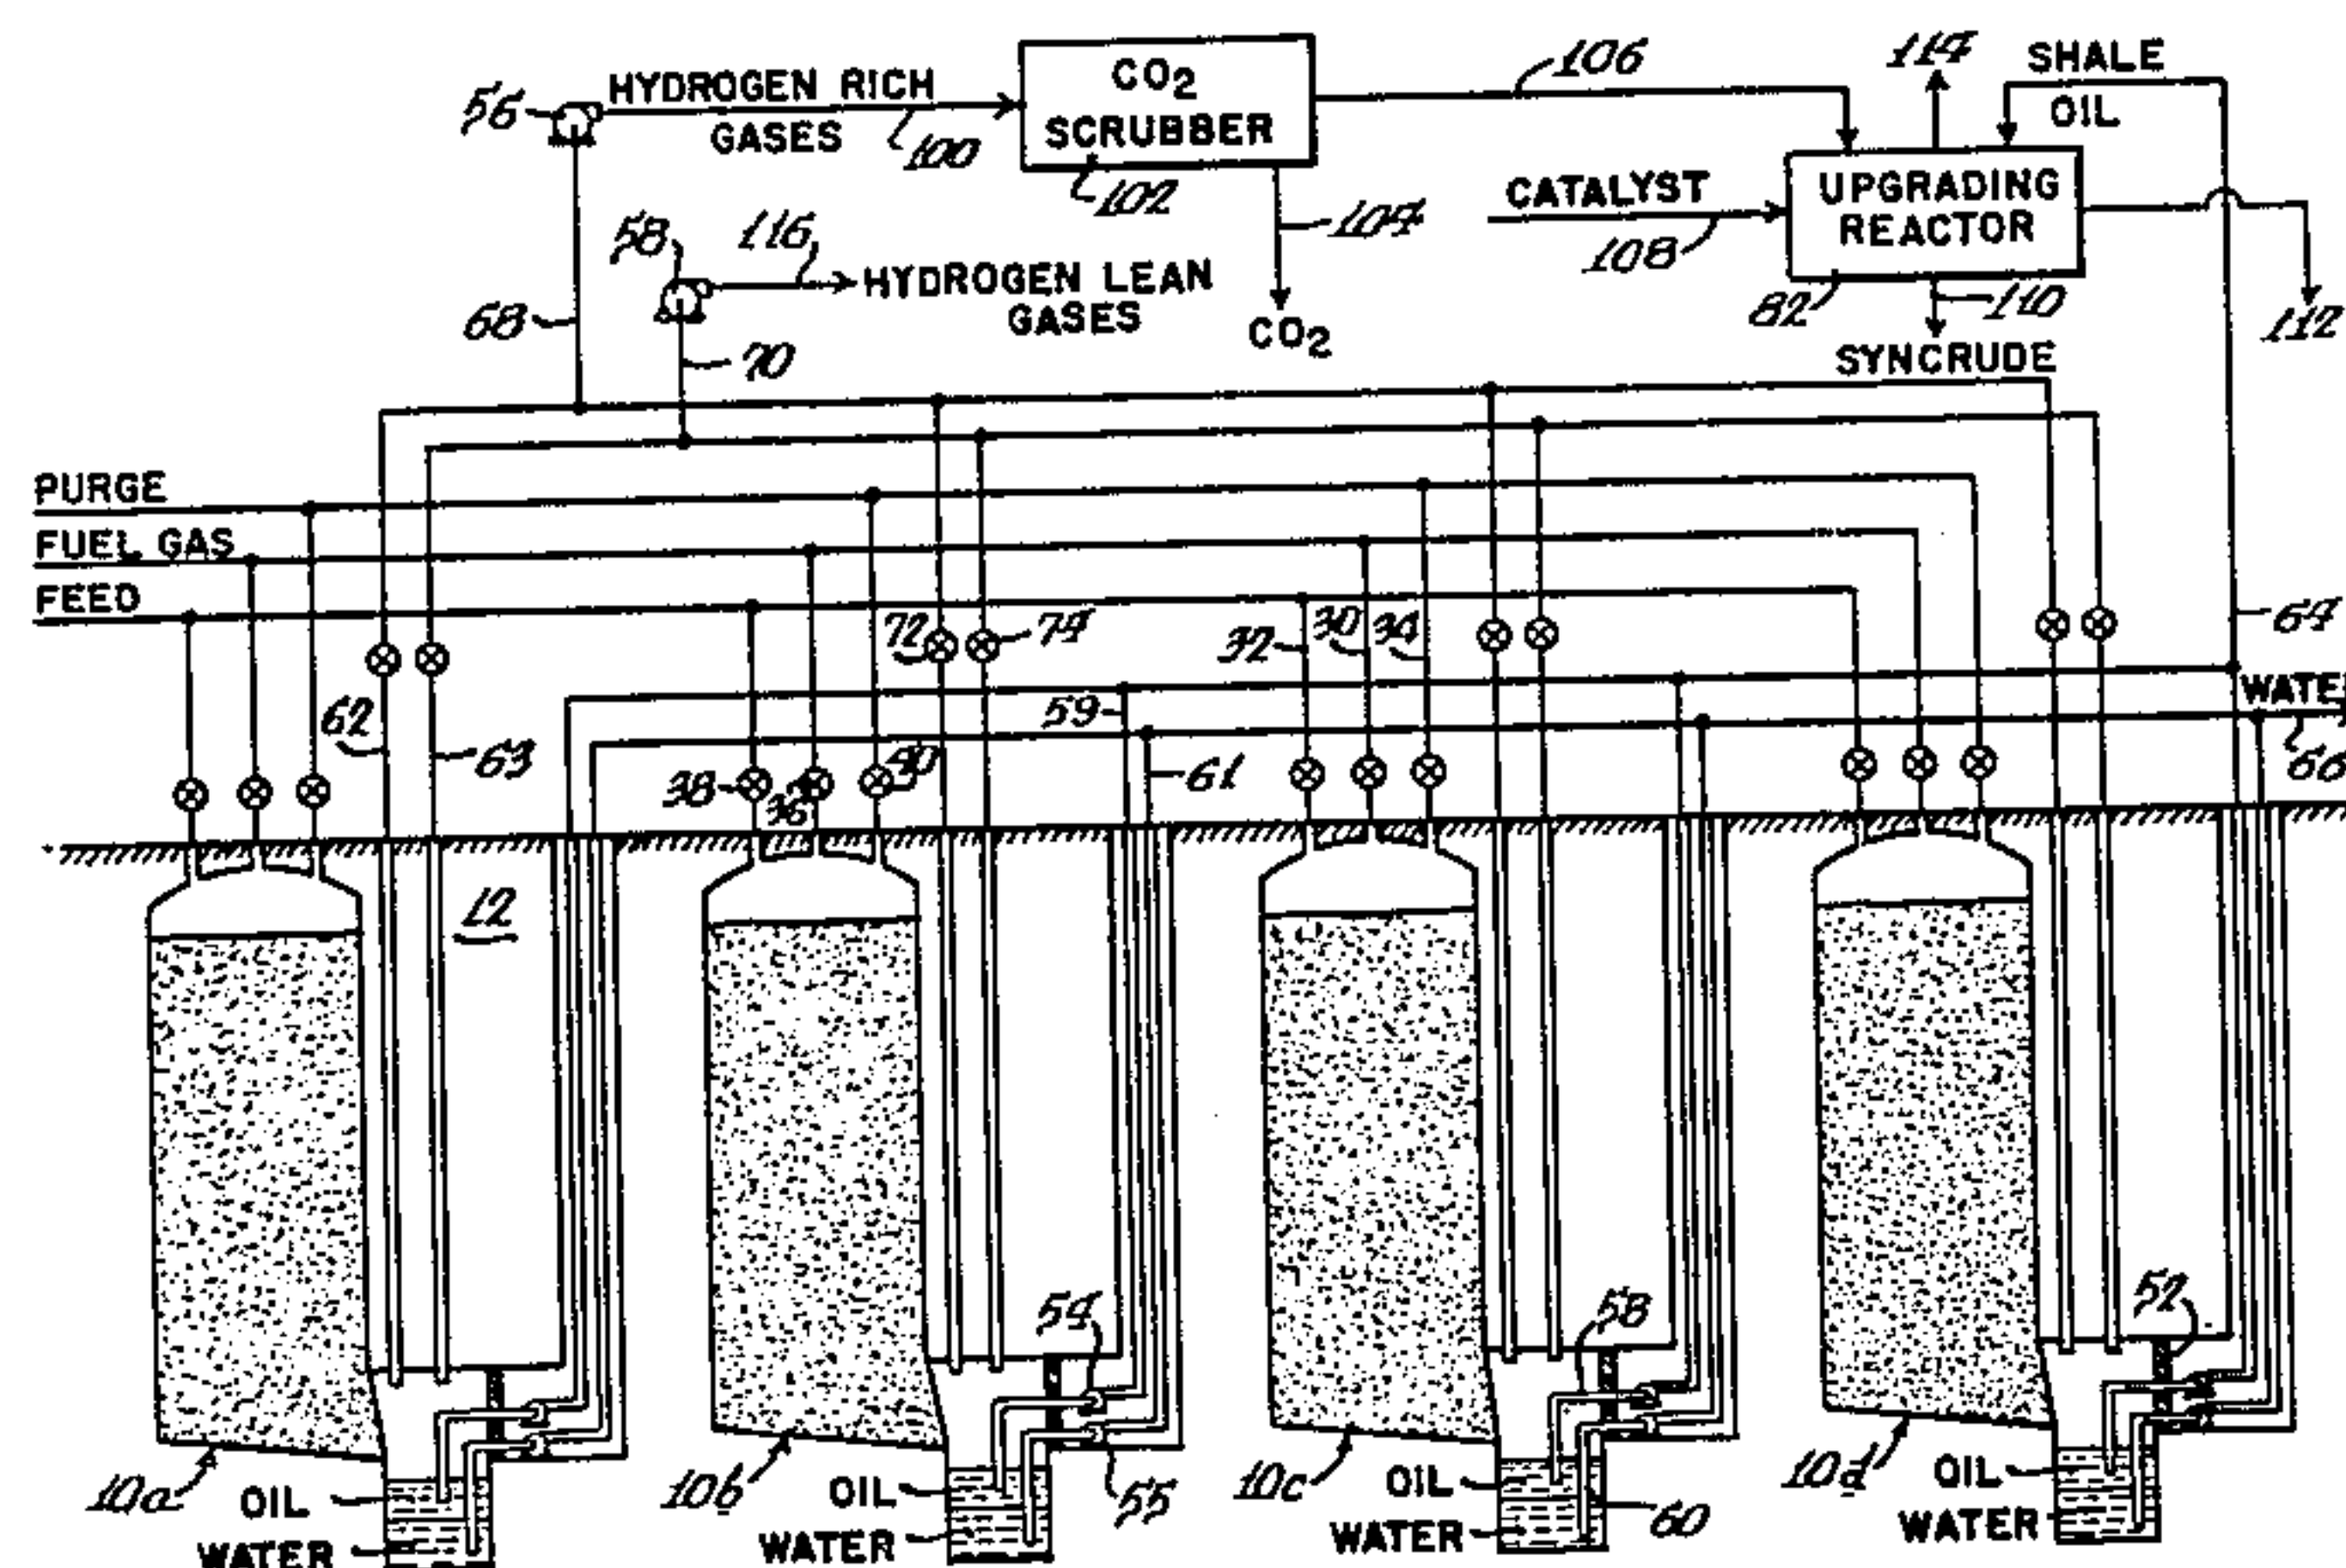 56
HYDROGEN RICH
GASES
100
CO2
SCRUBBER
102
104
CO2
106
114
SHALE
OIL
CATALYST
108
UPGRADING
REACTOR
82
110
SYNCRUDE
112
58
116
HYDROGEN LEAN
GASES
68
70
PURGE
FUEL GAS
FEED
72
74
32
30
34
64
WATER
66
62
63
59
61
38
36
40
12
54
58
52
10a
OIL
WATER
10b
OIL
WATER
55
10c
OIL
WATER
60
10d
OIL
WATER